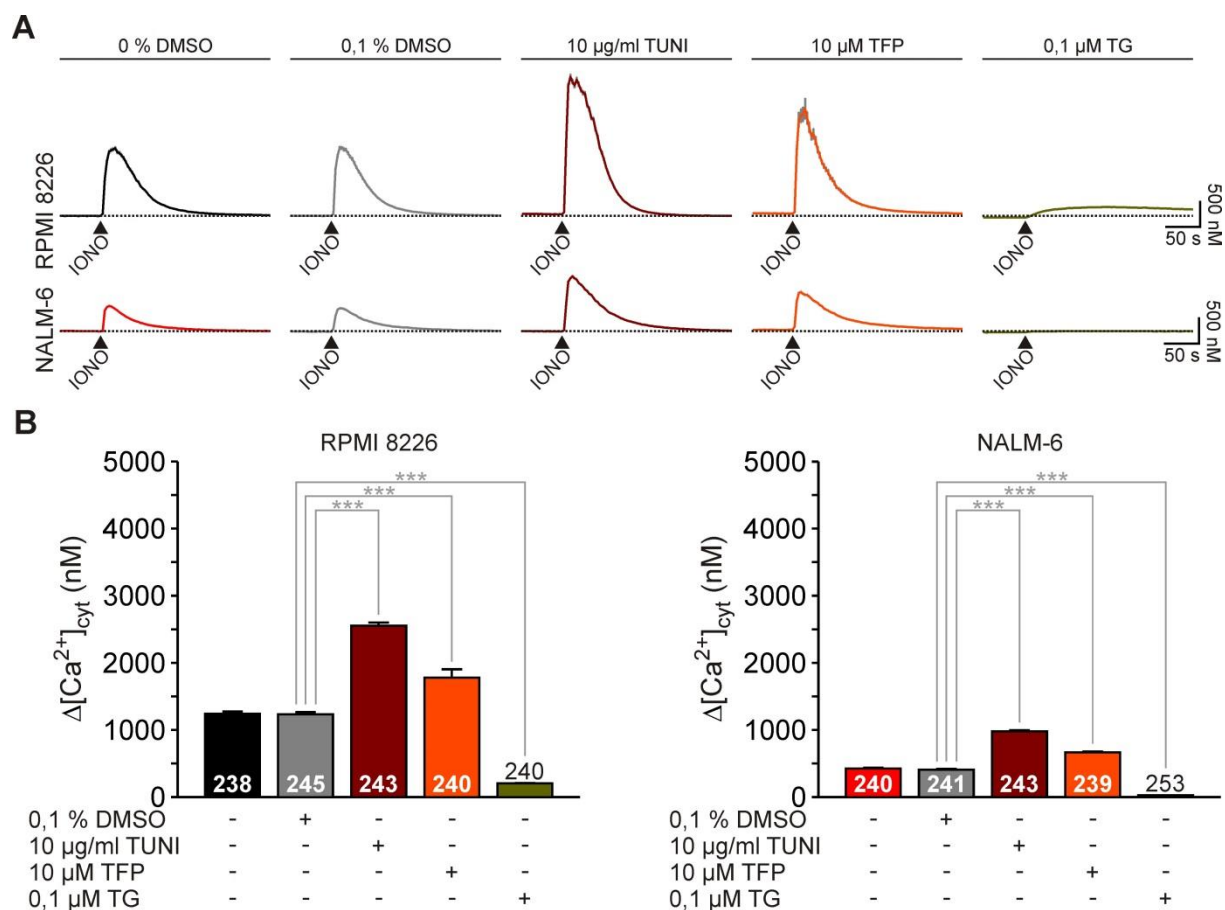 A
0 % DMSO
0,1 % DMSO
10 µg/ml TUNI
10 µM TFP
0,1 µM TG
RPMI 8226
IONO
IONO
IONO
IONO
IONO
500 nM
50 s
NALM-6
IONO
IONO
IONO
IONO
IONO
500 nM
50 s
B
RPMI 8226
Δ[Ca2+]cyt (nM)
5000
4000
3000
2000
1000
0
***
***
***
238
245
243
240
240
0,1 % DMSO - + - - -
10 µg/ml TUNI - - + - -
10 µM TFP - - - + -
0,1 µM TG - - - - +
NALM-6
Δ[Ca2+]cyt (nM)
5000
4000
3000
2000
1000
0
***
***
***
240
241
243
239
253
0,1 % DMSO - + - - -
10 µg/ml TUNI - - + - -
10 µM TFP - - - + -
0,1 µM TG - - - - +